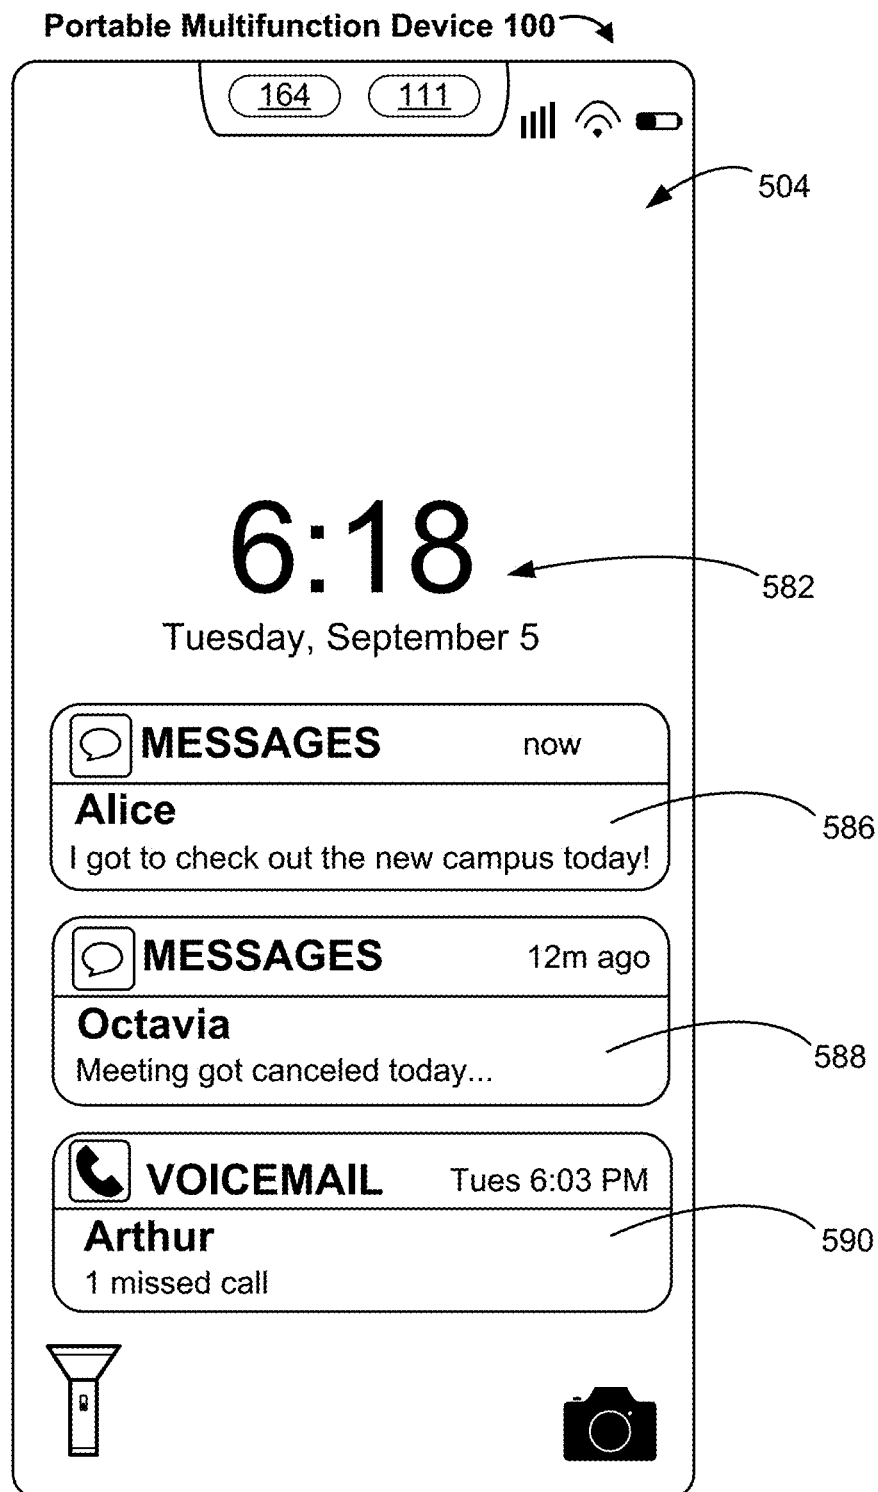 Portable Multifunction Device 100
164 111
504
6:18
582
Tuesday, September 5
MESSAGES now
Alice
586
I got to check out the new campus today!
MESSAGES 12m ago
Octavia
588
Meeting got canceled today...
VOICEMAIL Tues 6:03 PM
Arthur
590
1 missed call